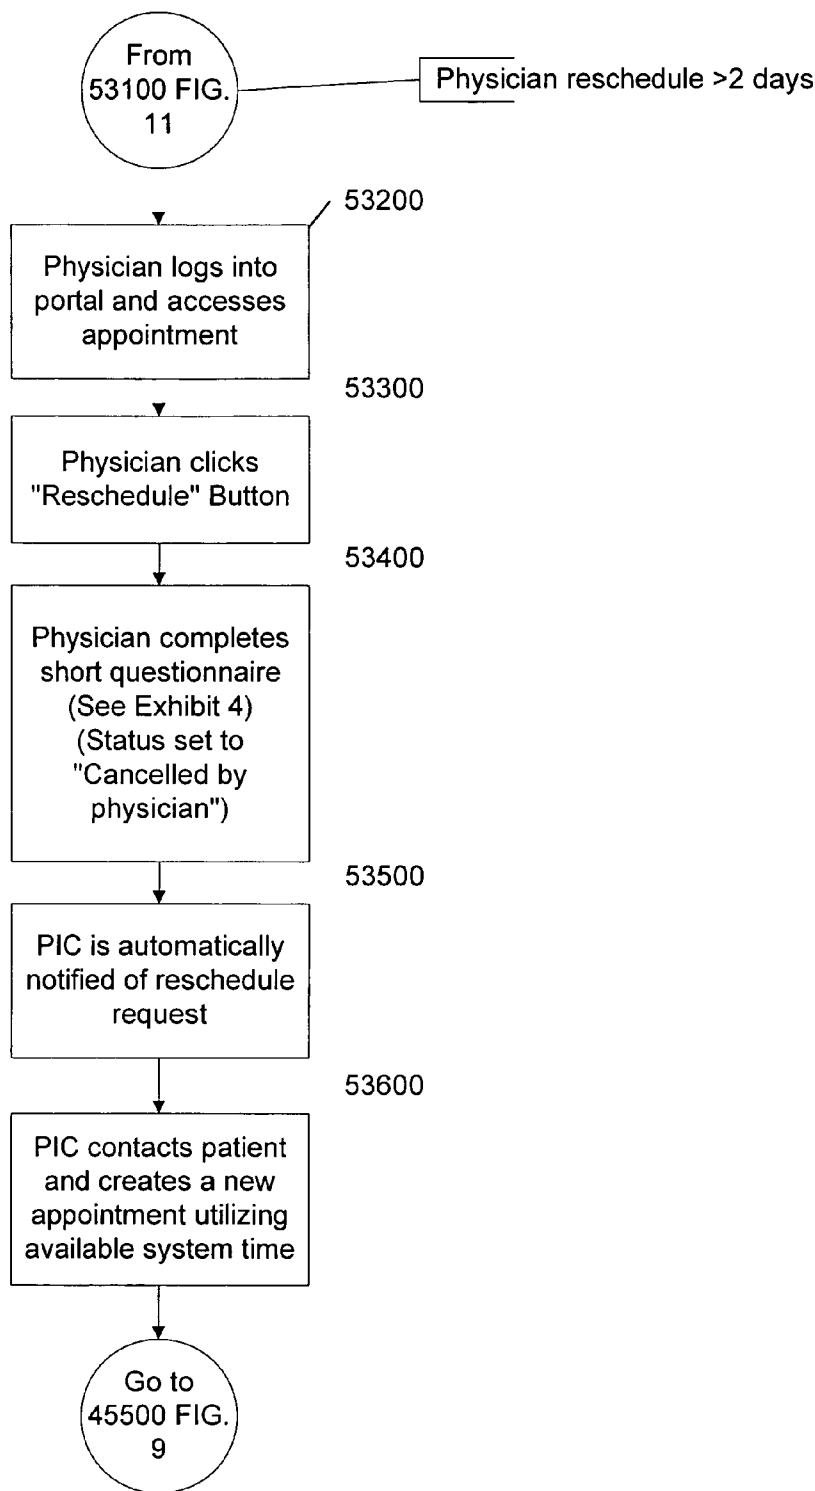 From
53100 FIG.
11
Physician reschedule >2 days
53200
Physician logs into
portal and accesses
appointment
53300
Physician clicks
"Reschedule" Button
53400
Physician completes
short questionnaire
(See Exhibit 4)
(Status set to
"Cancelled by
physician")
53500
PIC is automatically
notified of reschedule
request
53600
PIC contacts patient
and creates a new
appointment utilizing
available system time
Go to
45500 FIG.
9